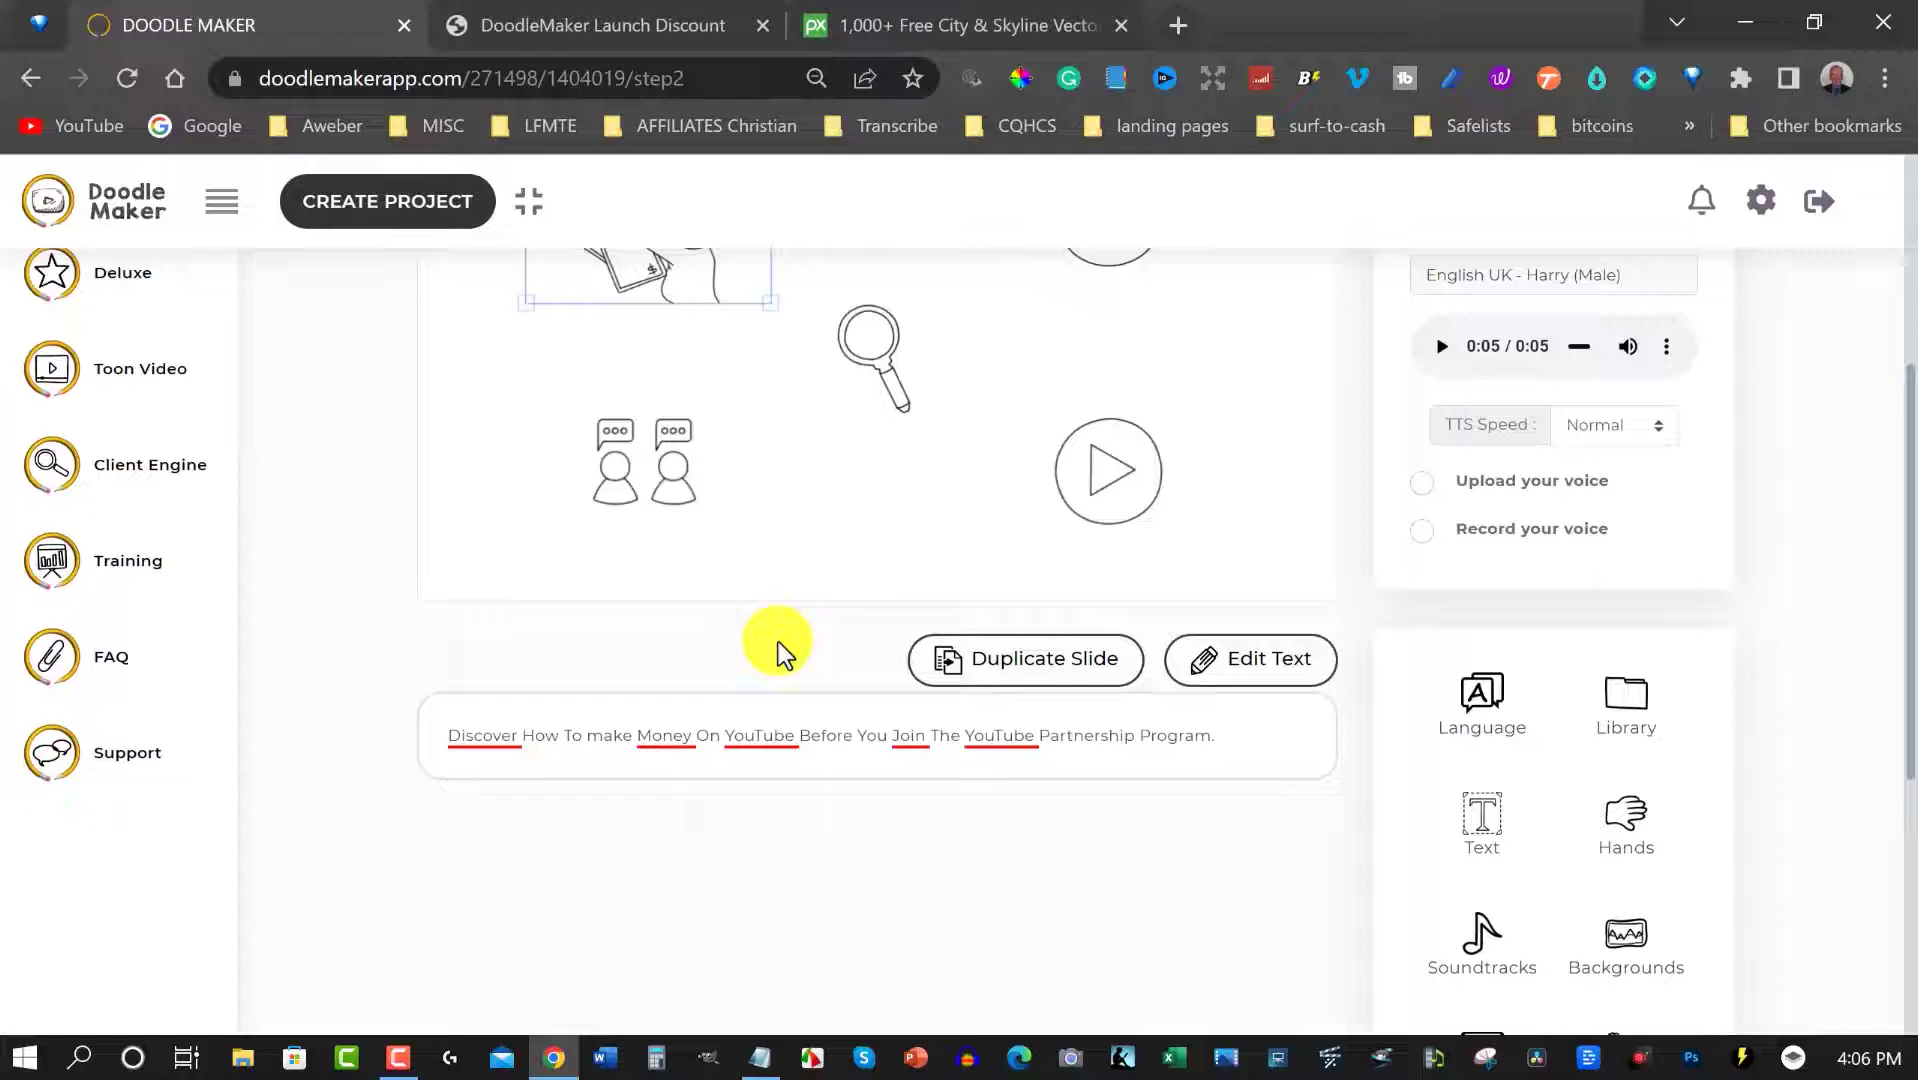 DOODLE MAKER
DoodleMaker Launch Discount
px
1,000+ Free City & Skyline Vecto
doodlemakerapp.com/271498/1404019/step2
YouTube
Google
Aweber
MISC
LFMTE
AFFILIATES Christian
Transcribe
CQHCS
landing pages
surf-to-cash
Safelists
bitcoins
»
Other bookmarks
Doodle
Maker
CREATE PROJECT
Deluxe
Toon Video
Client Engine
Training
FAQ
Support
$
English UK - Harry (Male)
0:05 / 0:05
TTS Speed :
Normal
Upload your voice
Record your voice
Duplicate Slide
Edit Text
Discover How To make Money On YouTube Before You Join The YouTube Partnership Program.
Language
Library
Text
Hands
Soundtracks
Backgrounds
4:06 PM